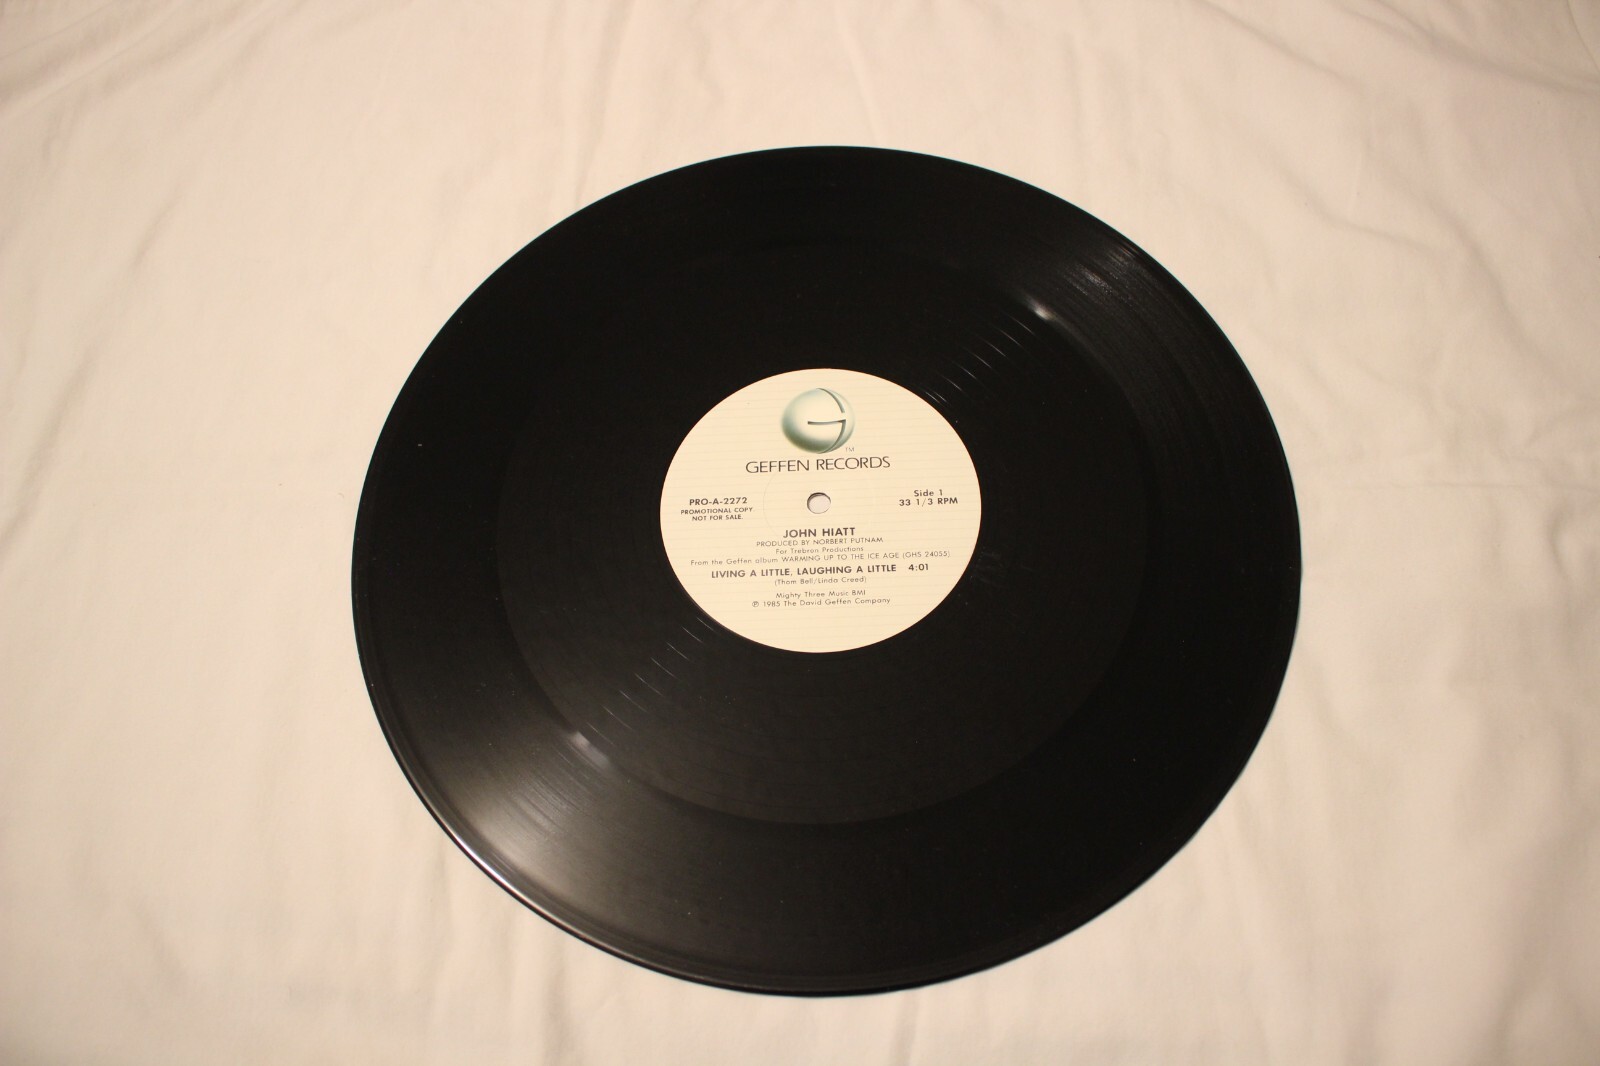 TM
GEFFEN RECORDS
PRO-A-2272
PROMOTIONAL COPY
NOT FOR SALE.
Side 1
33 1/3 RPM
JOHN HIATT
PRODUCED BY NORBERT PUTNAM
For Trebron Productions
From the Geffen album WARMING UP TO THE ICE AGE (GHS 24055)
LIVING A LITTLE, LAUGHING A LITTLE 4:01
(Thom Bell/Linda Creed)
Mighty Three Music BMI
℗ 1985 The David Geffen Company